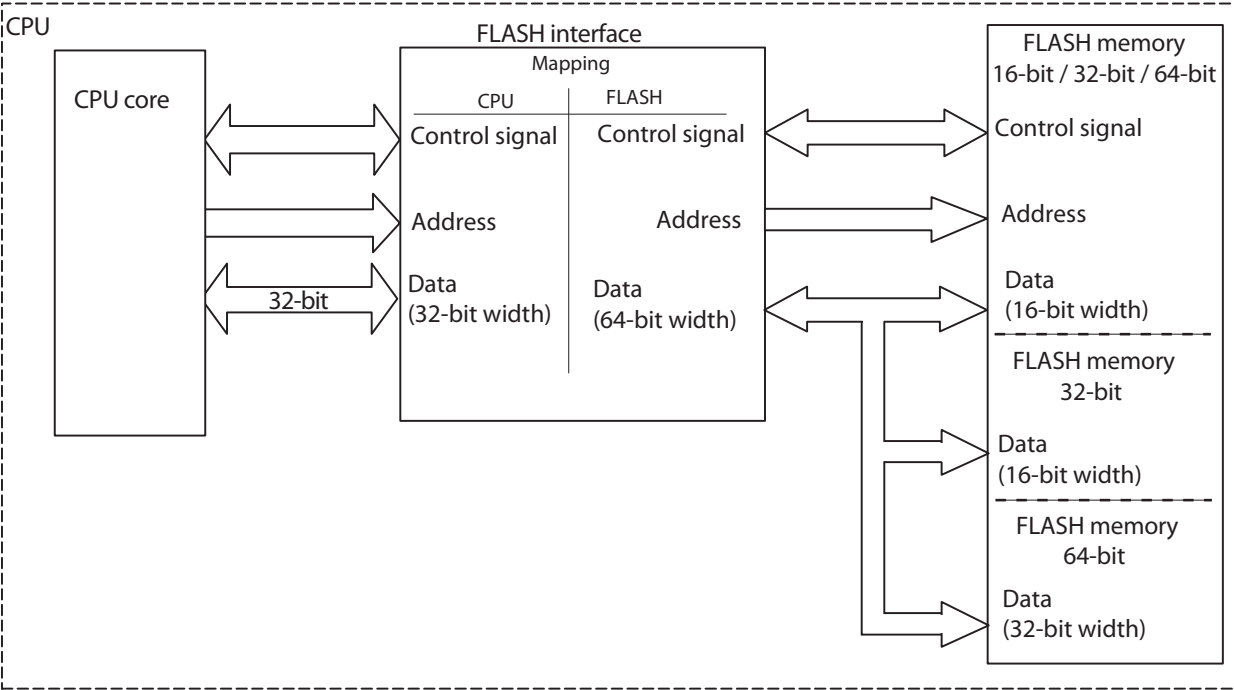 CPU
CPU core
32-bit
FLASH interface
Mapping
CPU
FLASH
Control signal
Control signal
Address
Address
Data
(32-bit width)
Data
(64-bit width)
FLASH memory
16-bit / 32-bit / 64-bit
Control signal
Address
Data
(16-bit width)
FLASH memory
32-bit
Data
(16-bit width)
FLASH memory
64-bit
Data
(32-bit width)